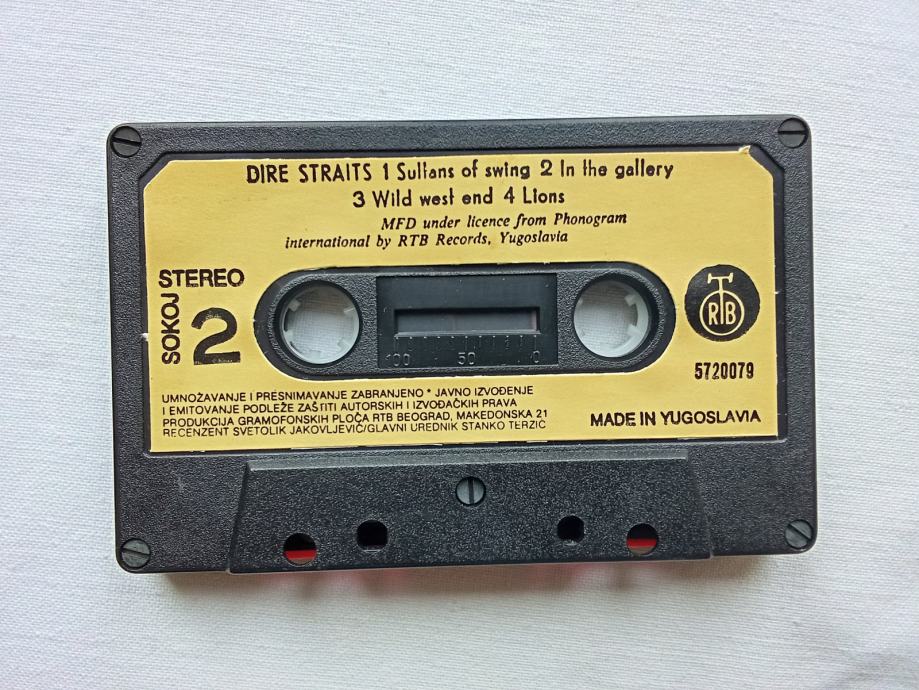 DIRE STRAITS 1 Sultans of swing 2 In the gallery
3 Wild west end 4 Lions
MFD under licence from Phonogram
international by RTB Records, Yugoslavia
STEREO
SOKOJ
2
RTB
100 50 0
5720079
UMNOŽAVANJE I PRESNIMAVANJE ZABRANJENO * JAVNO IZVOĐENJE
I EMITOVANJE PODLEŽE ZAŠTITI AUTORSKIH I IZVOĐAČKIH PRAVA
PRODUKCIJA GRAMOFONSKIH PLOČA RTB BEOGRAD, MAKEDONSKA 21
RECENZENT SVETOLIK JAKOVLJEVIĆ/GLAVNI UREDNIK STANKO TERZIĆ
MADE IN YUGOSLAVIA